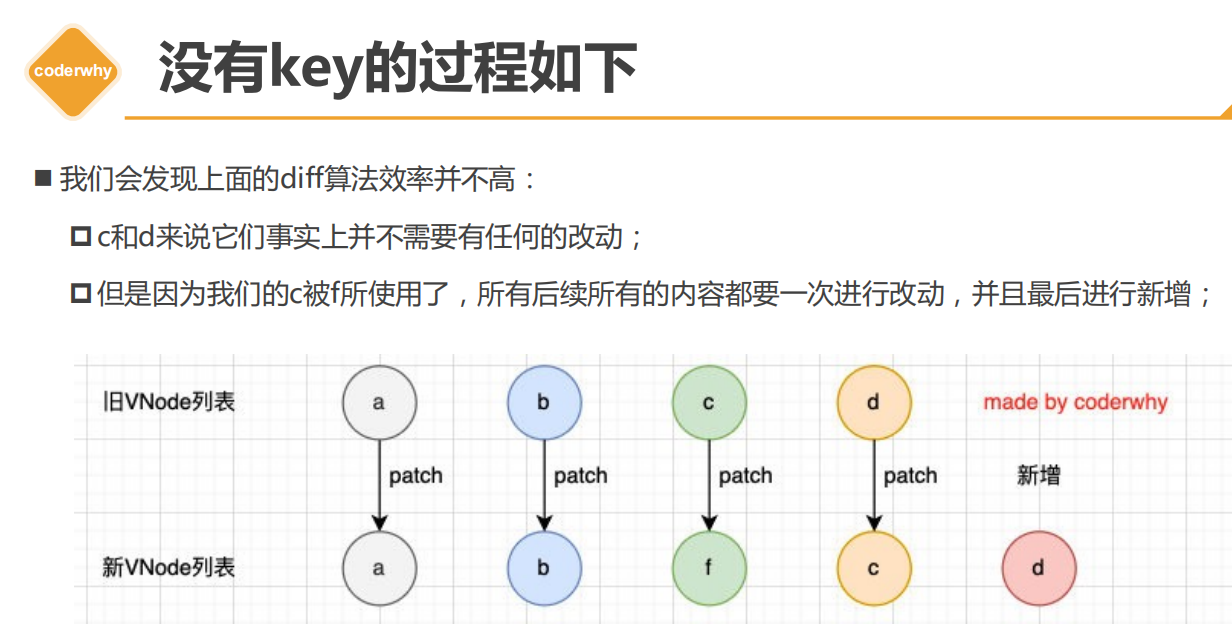 coderwhy
没有key的过程如下
我们会发现上面的diff算法效率并不高：
c和d来说它们事实上并不需要有任何的改动；
但是因为我们的c被f所使用了，所有后续所有的内容都要一次进行改动，并且最后进行新增；
旧VNode列表 a b c d made by coderwhy
patch patch patch patch 新增
新VNode列表 a b f c d